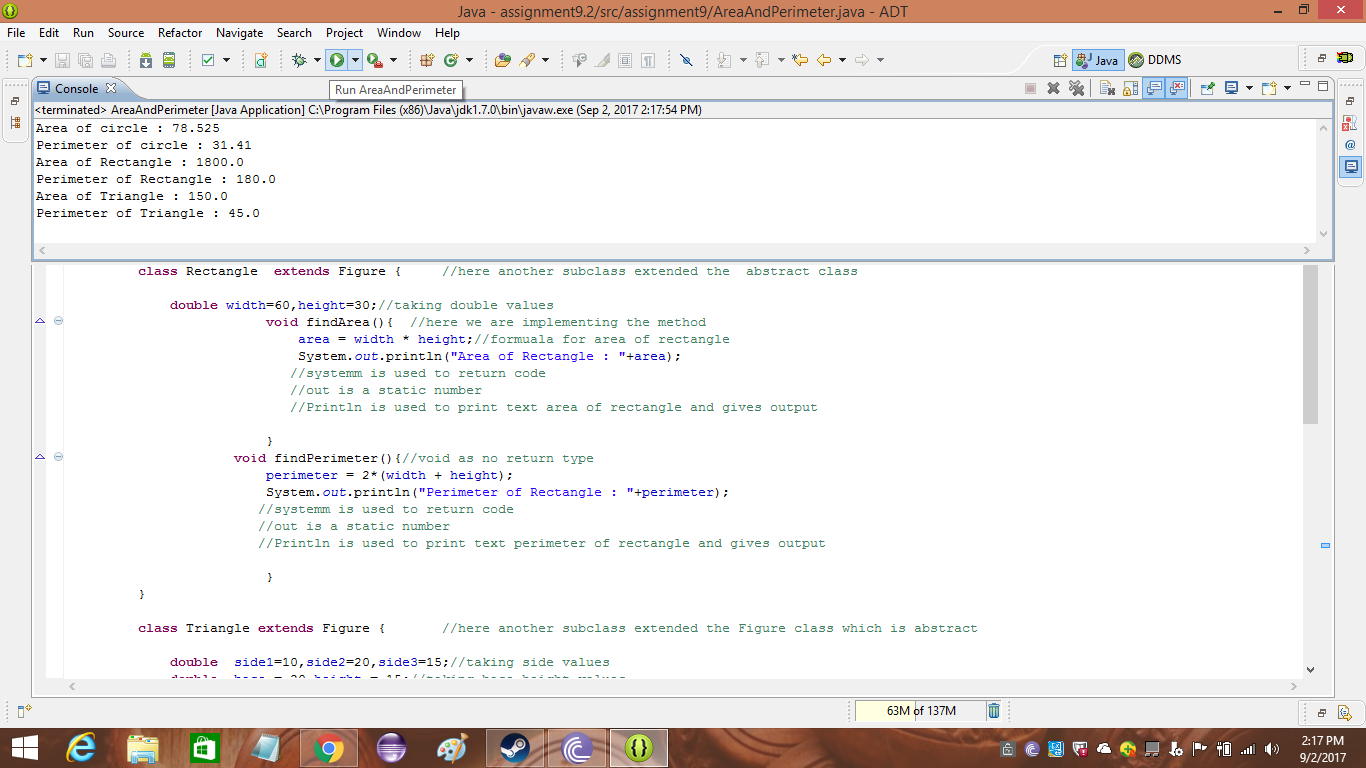 Java - assignment9.2/src/assignment9/AreaAndPerimeter.java - ADT
File Edit Run Source Refactor Navigate Search Project Window Help
Java DDMS
Console
Run AreaAndPerimeter
<terminated> AreaAndPerimeter [Java Application] C:\Program Files (x86)\Java\jdk1.7.0\bin\javaw.exe (Sep 2, 2017 2:17:54 PM)
Area of circle : 78.525
Perimeter of circle : 31.41
Area of Rectangle : 1800.0
Perimeter of Rectangle : 180.0
Area of Triangle : 150.0
Perimeter of Triangle : 45.0
class Rectangle  extends Figure {     //here another subclass extended the  abstract class
double width=60,height=30;//taking double values
void findArea(){  //here we are implementing the method
area = width * height;//formuala for area of rectangle
System.out.println("Area of Rectangle : "+area);
//systemm is used to return code
//out is a static number
//Println is used to print text area of rectangle and gives output
}
void findPerimeter(){//void as no return type
perimeter = 2*(width + height);
System.out.println("Perimeter of Rectangle : "+perimeter);
//systemm is used to return code
//out is a static number
//Println is used to print text perimeter of rectangle and gives output
}
}
class Triangle extends Figure {       //here another subclass extended the Figure class which is abstract
double  side1=10,side2=20,side3=15;//taking side values
63M of 137M
2:17 PM
9/2/2017